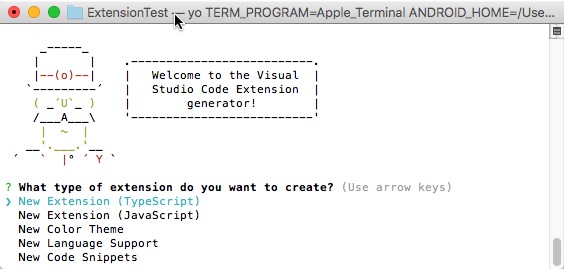 ExtensionTest — yo TERM_PROGRAM=Apple_Terminal ANDROID_HOME=/Use...
Welcome to the Visual
Studio Code Extension
generator!
? What type of extension do you want to create? (Use arrow keys)
❯ New Extension (TypeScript)
New Extension (JavaScript)
New Color Theme
New Language Support
New Code Snippets